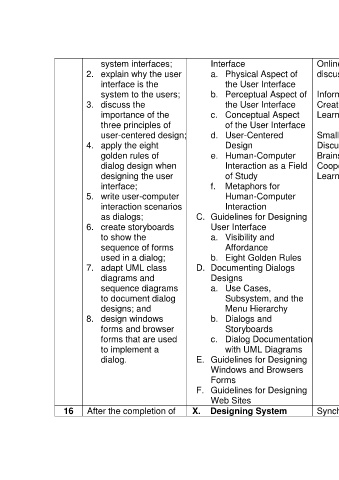 system interfaces;
2. explain why the user
interface is the
system to the users;
3. discuss the
importance of the
three principles of
user-centered design;
4. apply the eight
golden rules of
dialog design when
designing the user
interface;
5. write user-computer
interaction scenarios
as dialogs;
6. create storyboards
to show the
sequence of forms
used in a dialog;
7. adapt UML class
diagrams and
sequence diagrams
to document dialog
designs; and
8. design windows
forms and browser
forms that are used
to implement a
dialog.
Interface
a. Physical Aspect of
the User Interface
b. Perceptual Aspect of
the User Interface
c. Conceptual Aspect
of the User Interface
d. User-Centered
Design
e. Human-Computer
Interaction as a Field
of Study
f. Metaphors for
Human-Computer
Interaction
C. Guidelines for Designing
User Interface
a. Visibility and
Affordance
b. Eight Golden Rules
D. Documenting Dialogs
Designs
a. Use Cases,
Subsystem, and the
Menu Hierarchy
b. Dialogs and
Storyboards
c. Dialog Documentation
with UML Diagrams
E. Guidelines for Designing
Windows and Browsers
Forms
F. Guidelines for Designing
Web Sites
Online
discus
Inform
Creat
Learn
Small
Discu
Brains
Coope
Learn
16 After the completion of
X. Designing System
Synch